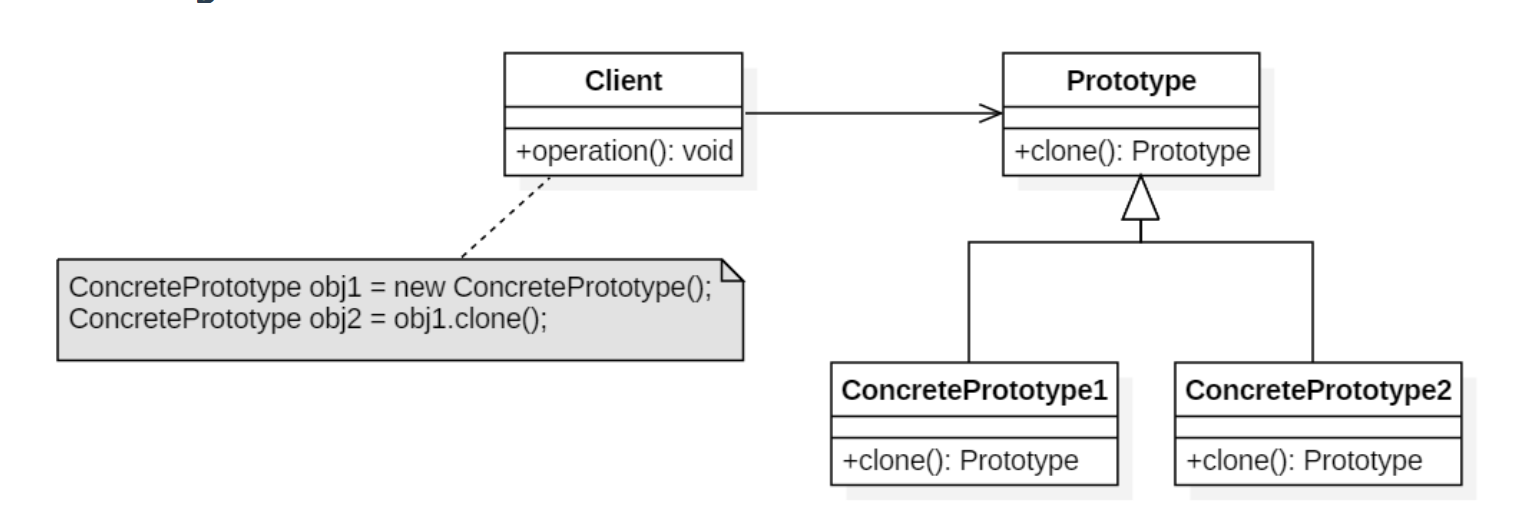 Client
+operation(): void
Prototype
+clone(): Prototype
ConcretePrototype obj1 = new ConcretePrototype();
ConcretePrototype obj2 = obj1.clone();
ConcretePrototype1
+clone(): Prototype
ConcretePrototype2
+clone(): Prototype